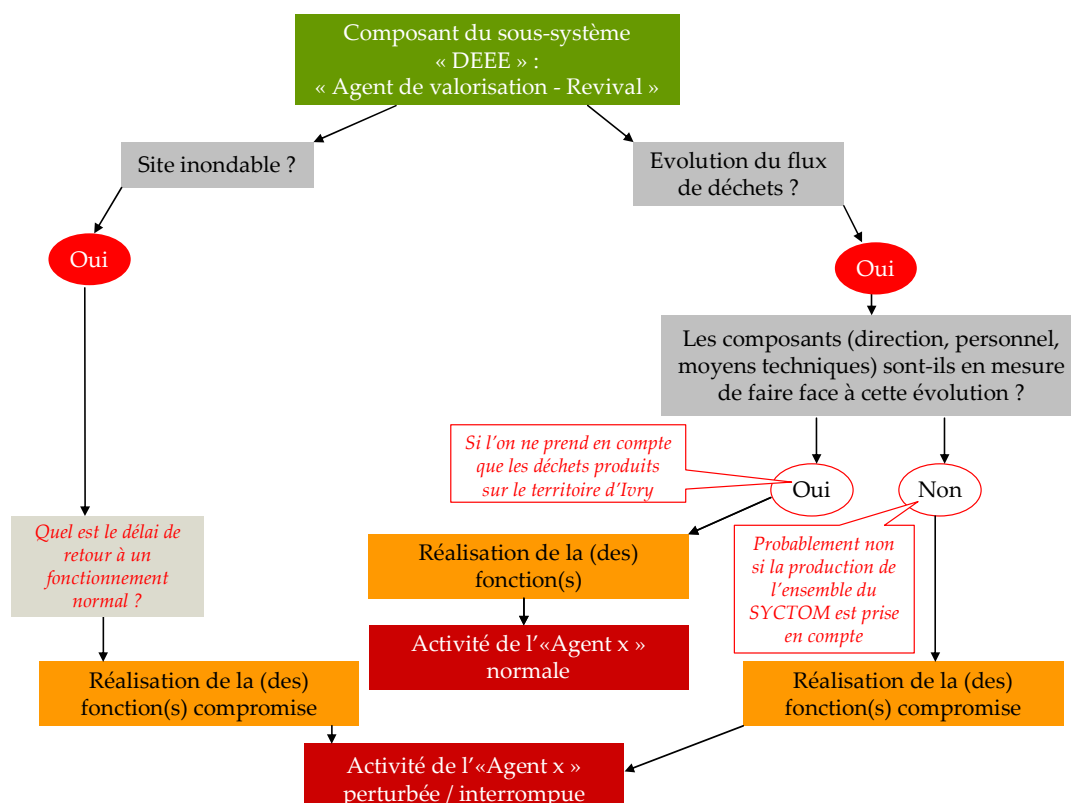 Composant du sous-système
« DEEE » :
« Agent de valorisation - Revival »
Site inondable ?
Evolution du flux
de déchets ?
Oui
Oui
Les composants (direction, personnel,
moyens techniques) sont-ils en mesure
de faire face à cette évolution ?
Si l’on ne prend en compte
que les déchets produits
sur le territoire d’Ivry
Oui
Non
Quel est le délai de
retour à un
fonctionnement
normal ?
Réalisation de la (des)
fonction(s)
Probablement non
si la production de
l’ensemble du
SYCTOM est prise
en compte
Activité de l’«Agent x »
normale
Réalisation de la (des)
fonction(s) compromise
Réalisation de la (des)
fonction(s) compromise
Activité de l’«Agent x »
perturbée / interrompue